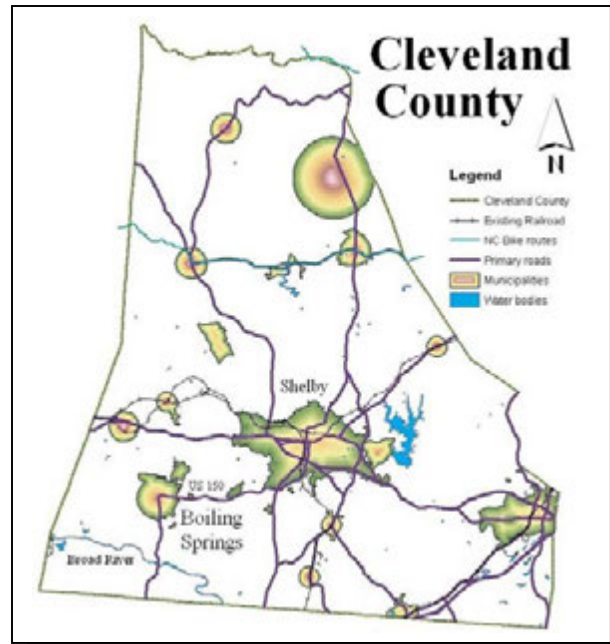 Cleveland
County
N
Legend
Cleveland County
Existing Railroad
NC Bike routes
Primary roads
Municipalities
Water bodies
Shelby
US 150
Boiling
Springs
Broad River